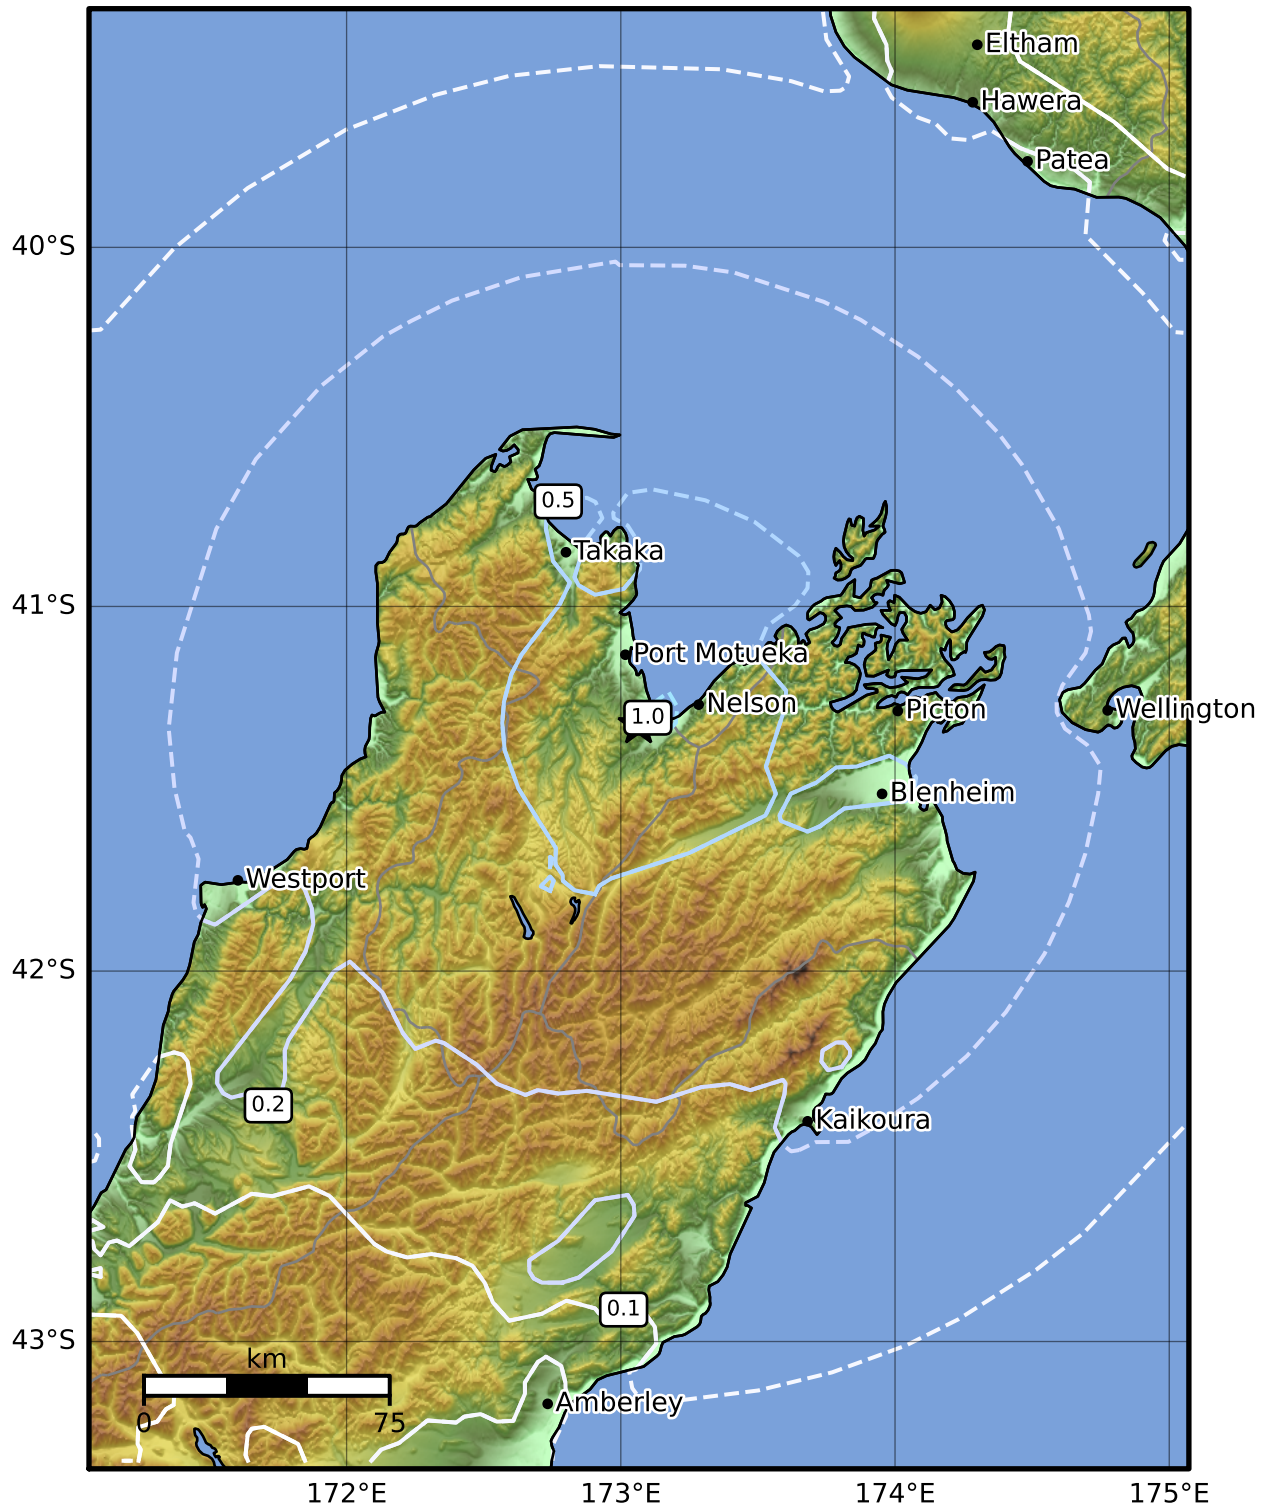 Eltham
Hawera
Patea
40°S
0.5
Takaka
41°S
Port Motueka
Nelson
1.0
Picton
Wellington
Blenheim
Westport
42°S
0.2
Kaikoura
0.1
43°S
km
0 75
Amberley
172°E 173°E 174°E 175°E